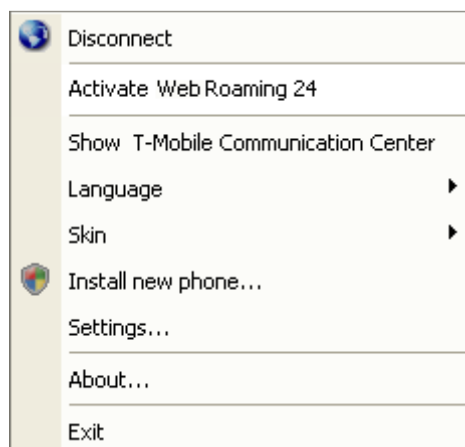 Disconnect
Activate Web Roaming 24
Show T-Mobile Communication Center
Language
Skin
Install new phone...
Settings...
About...
Exit